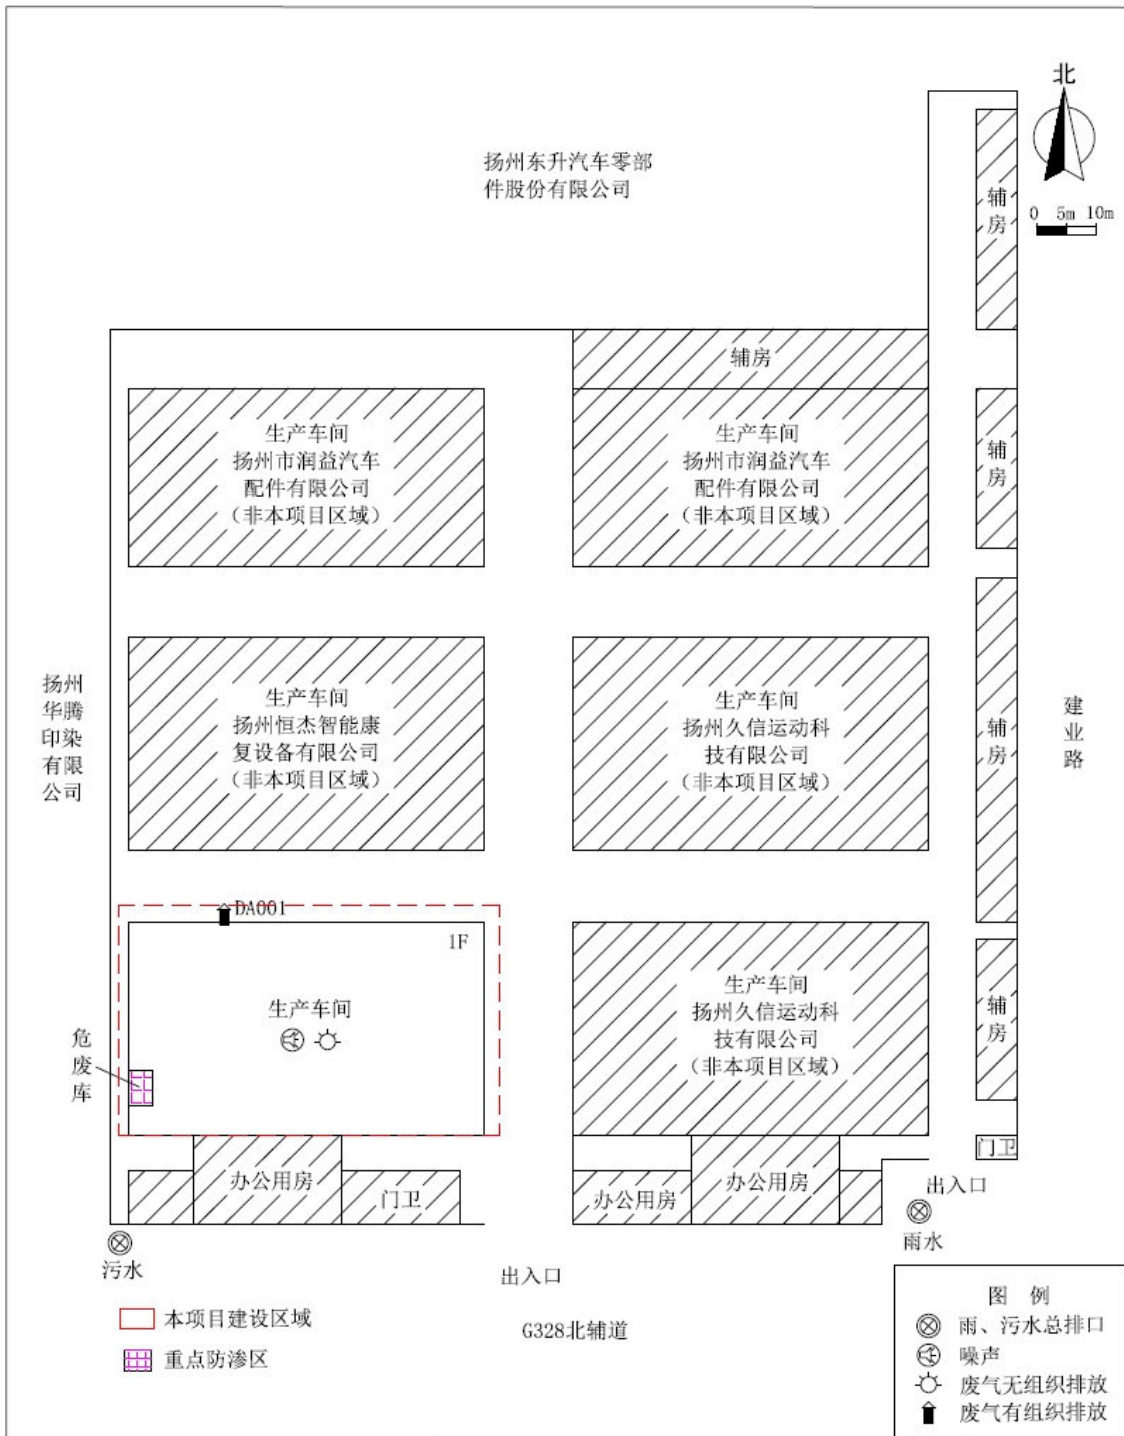 北
0 5m 10m
扬州东升汽车零部
件股份有限公司
辅
房
辅房
生产车间
扬州市润益汽车
配件有限公司
（非本项目区域）
生产车间
扬州市润益汽车
配件有限公司
（非本项目区域）
辅
房
扬州
华腾
印染
有限
公司
生产车间
扬州恒杰智能康
复设备有限公司
（非本项目区域）
生产车间
扬州久信运动科
技有限公司
（非本项目区域）
辅
房
建
业
路
DA001
1F
生产车间
危
废
库
生产车间
扬州久信运动科
技有限公司
（非本项目区域）
辅
房
门卫
办公用房
门卫
办公用房
办公用房
出入口
雨水
污水
出入口
G328北辅道
本项目建设区域
重点防渗区
图 例
雨、污水总排口
噪声
废气无组织排放
废气有组织排放